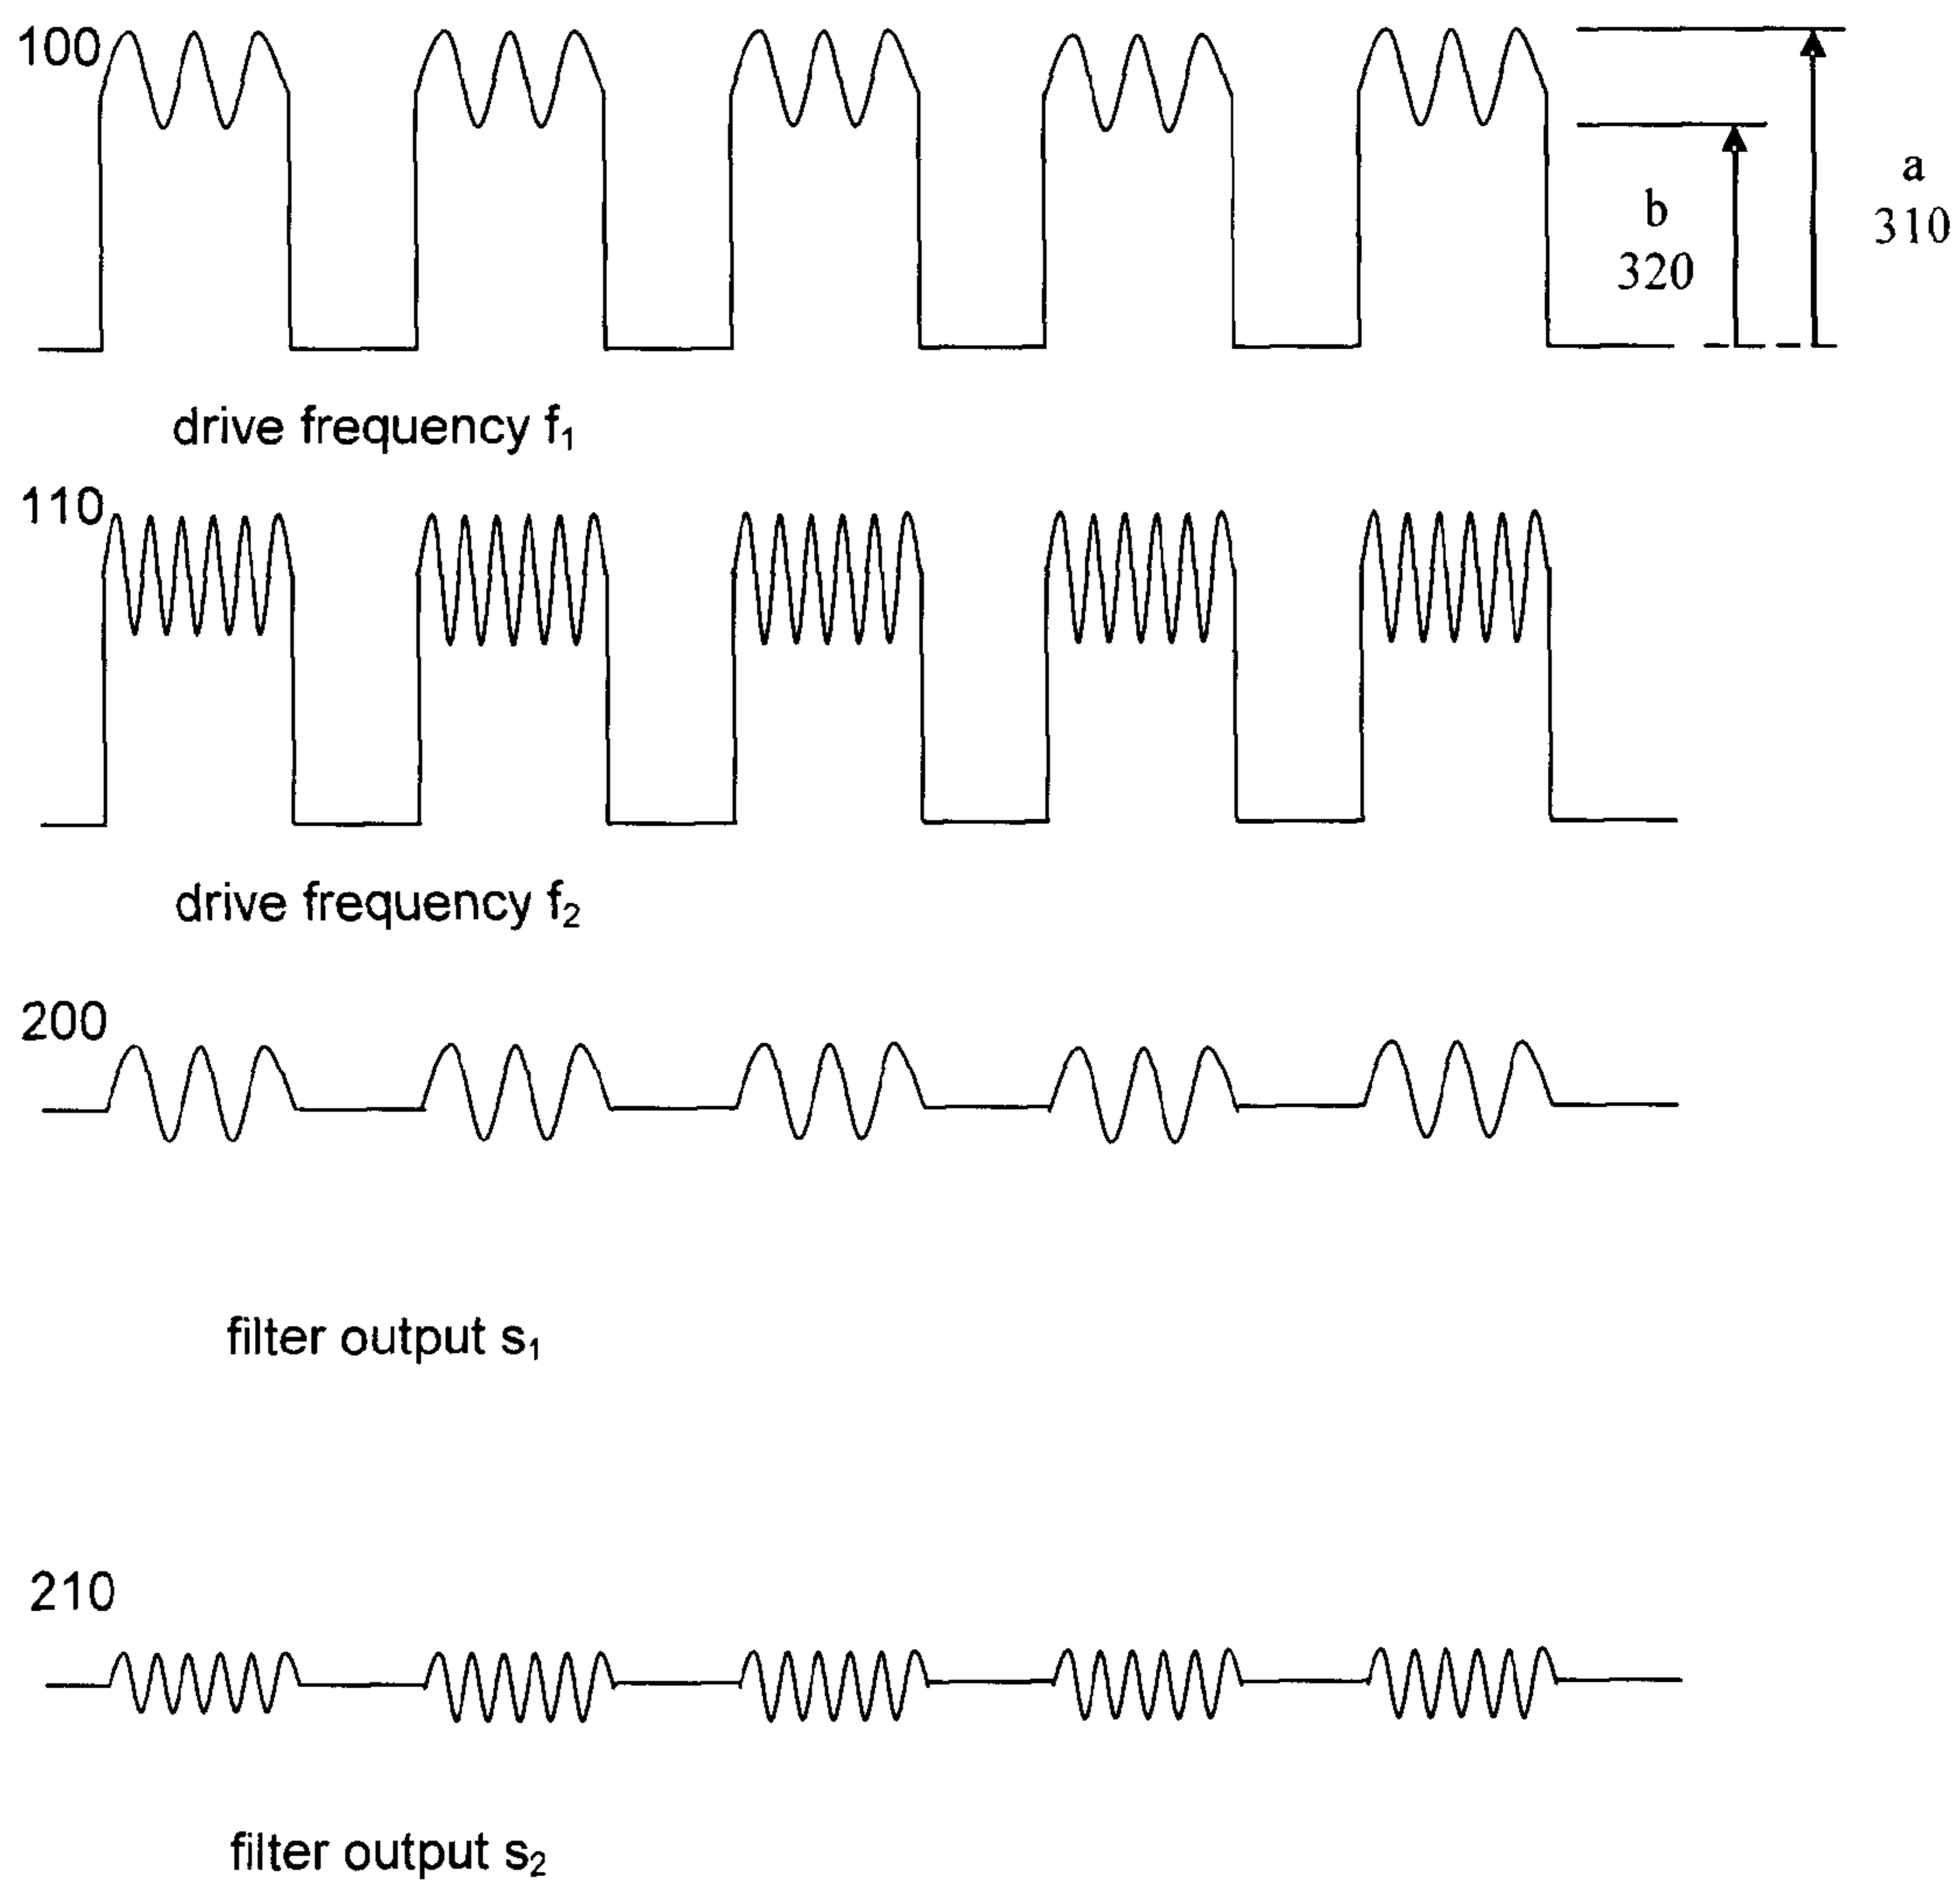 100
a
310
b
320
drive frequency f₁
110
drive frequency f₂
200
filter output s₁
210
filter output s₂